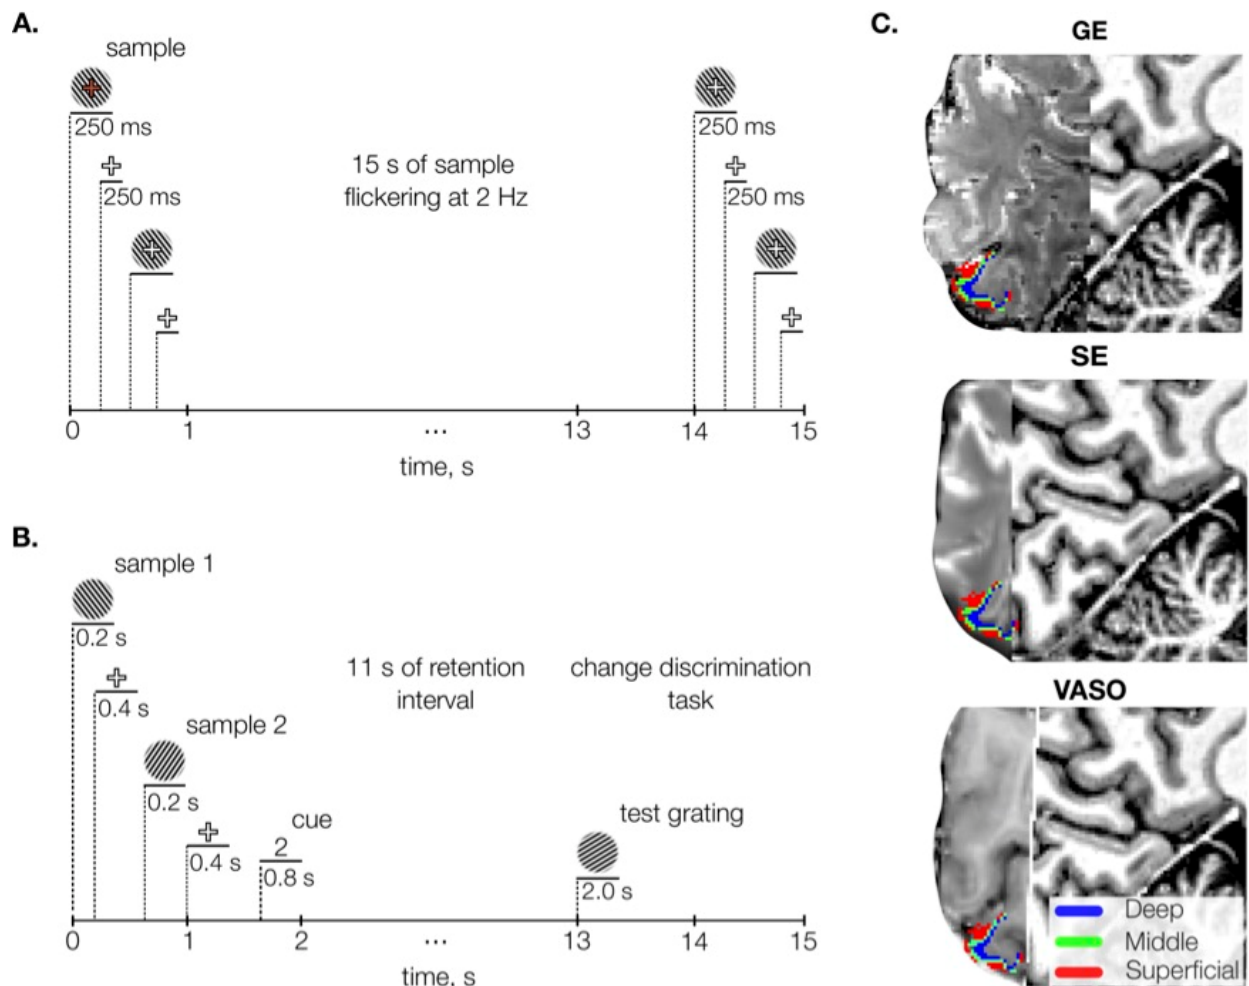 A.
sample
250 ms
250 ms
15 s of sample
flickering at 2 Hz
250 ms
250 ms
0 1 ... 13 14 15
time, s
B.
sample 1
0.2 s
0.4 s
sample 2
0.2 s
0.4 s
cue
2
0.8 s
11 s of retention
interval
change discrimination
task
test grating
2.0 s
0 1 2 ... 13 14 15
time, s
C.
GE
SE
VASO
Deep
Middle
Superficial